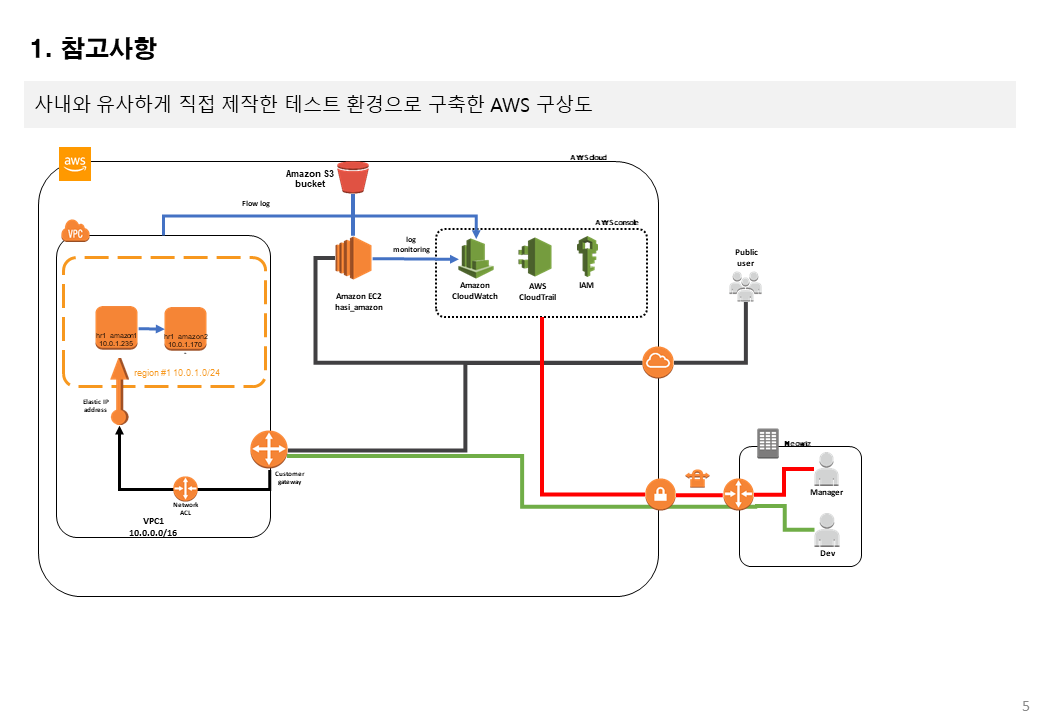 1. 참고사항
사내와 유사하게 직접 제작한 테스트 환경으로 구축한 AWS 구상도
aws
AWS cloud
Amazon S3
bucket
Flow log
AWS console
VPC
log
monitoring
Amazon
CloudWatch
AWS
CloudTrail
IAM
Amazon EC2
hasi_amazon
Public
user
hr1_amazon1
10.0.1.235
hr1_amazon2
10.0.1.170
-
region #1 10.0.1.0/24
Elastic IP
address
Customer
gateway
Network
ACL
VPC1
10.0.0.0/16
Neowiz
Manager
Dev
5